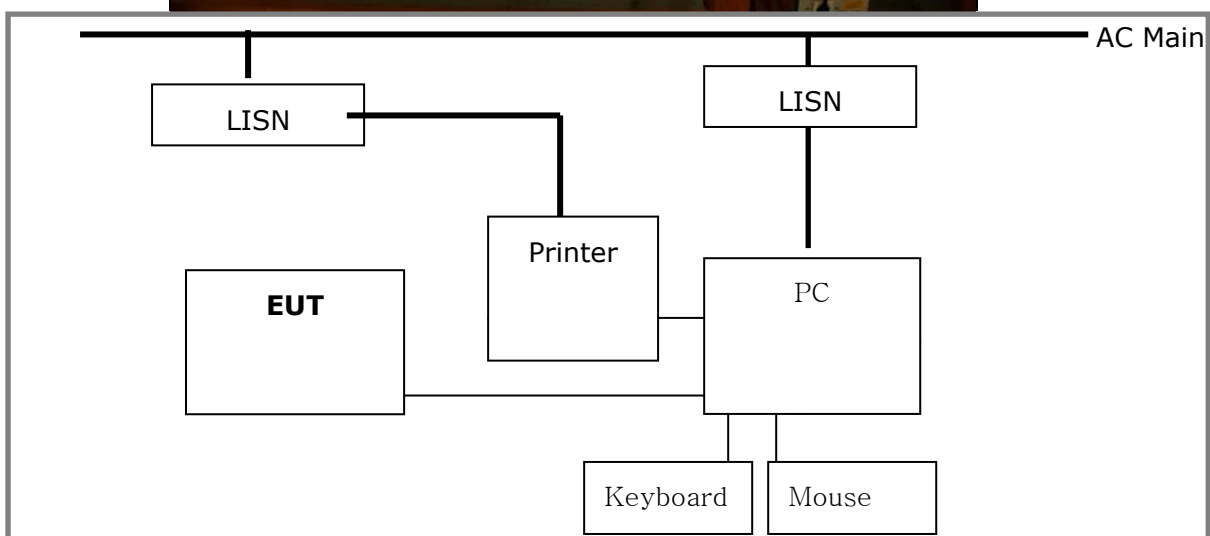 AC Main
LISN
LISN
Printer
EUT
PC
Keyboard
Mouse